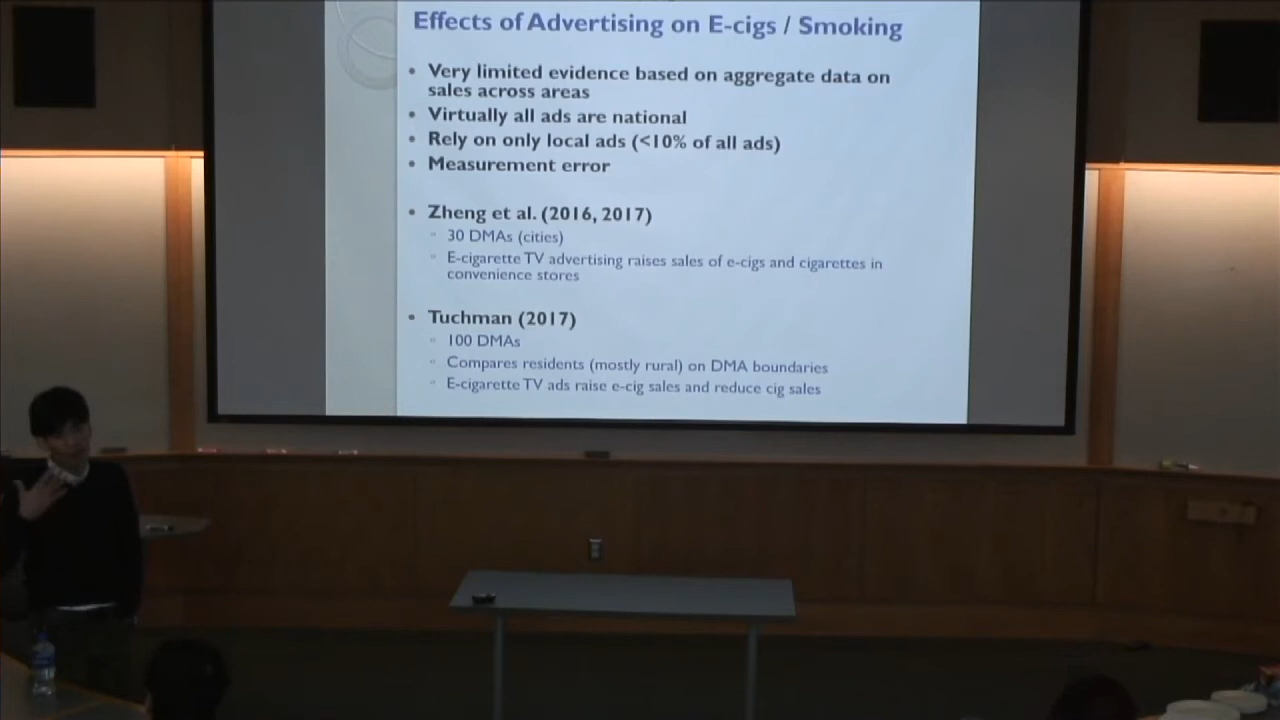 Effects of Advertising on E-cigs / Smoking
• Very limited evidence based on aggregate data on
sales across areas
• Virtually all ads are national
• Rely on only local ads (<10% of all ads)
• Measurement error
• Zheng et al. (2016, 2017)
30 DMAs (cities)
E-cigarette TV advertising raises sales of e-cigs and cigarettes in
convenience stores
• Tuchman (2017)
100 DMAs
Compares residents (mostly rural) on DMA boundaries
E-cigarette TV ads raise e-cig sales and reduce cig sales